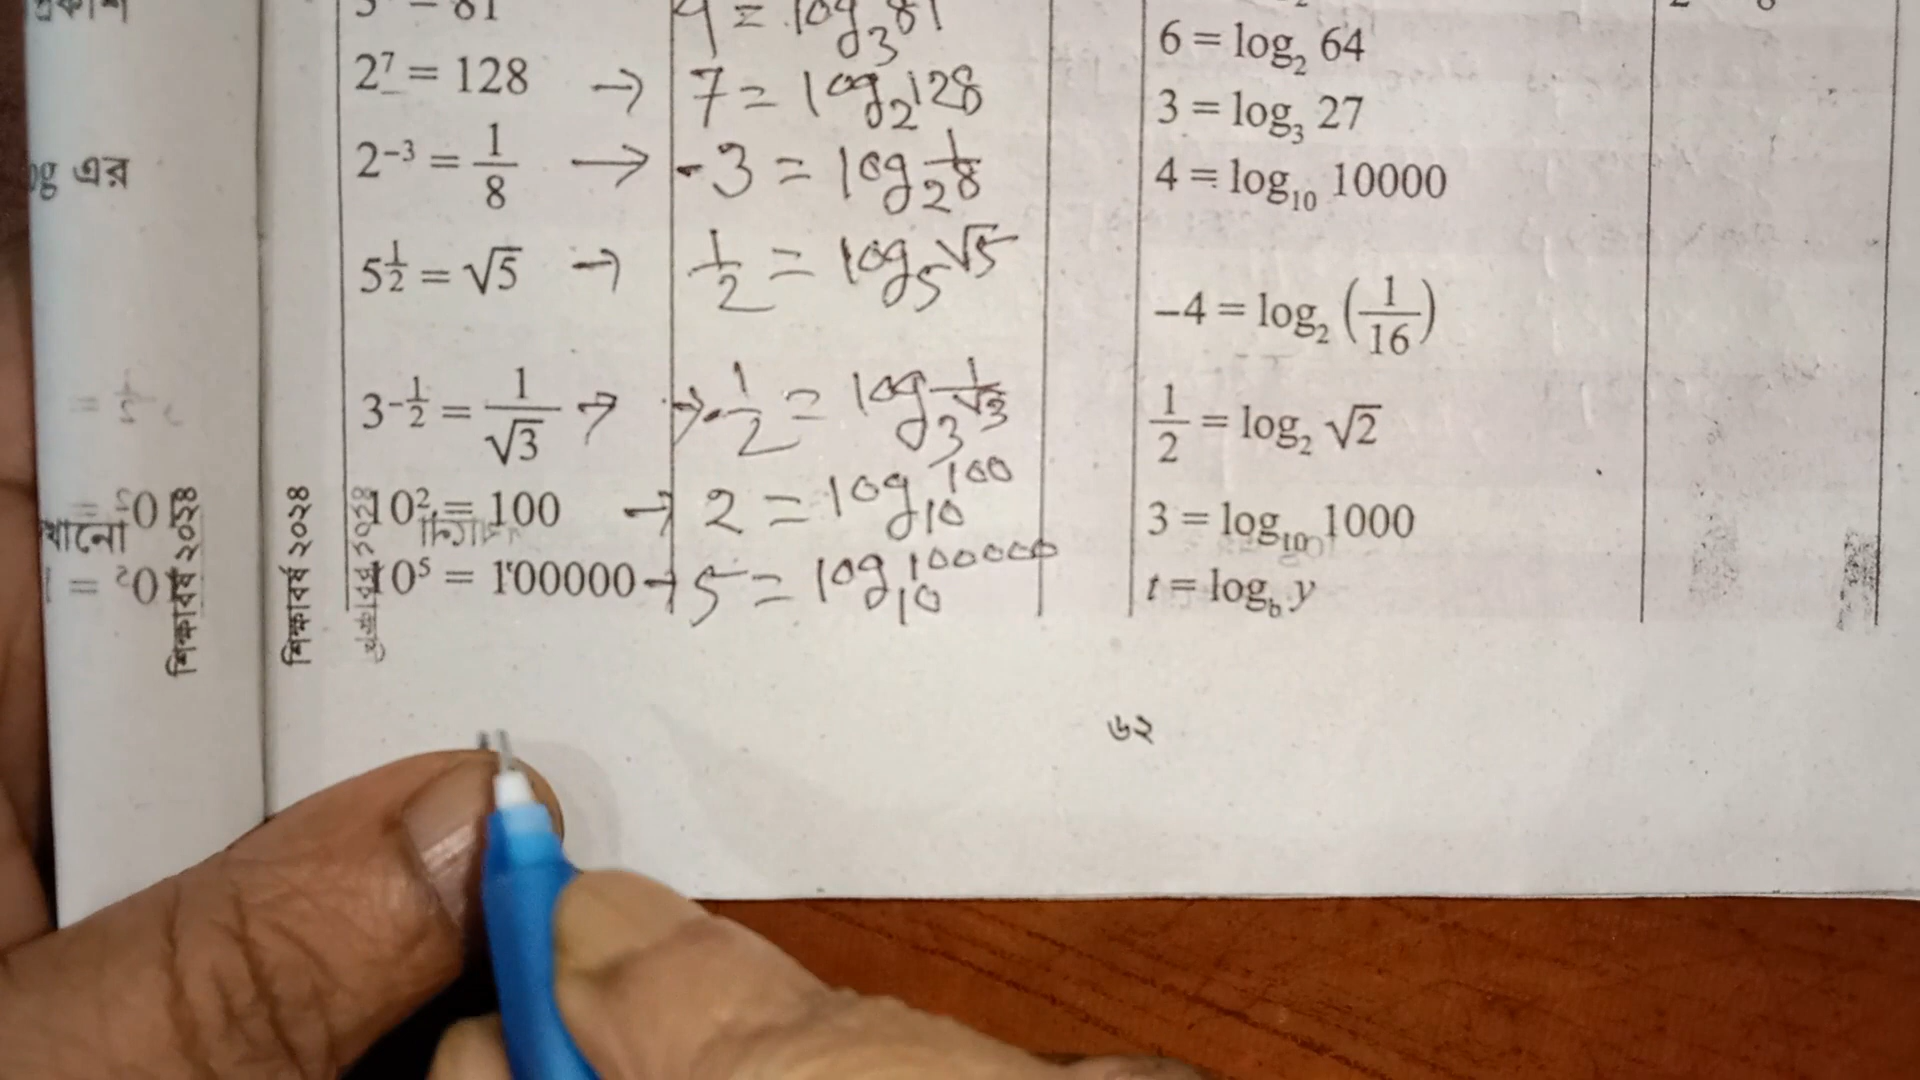 2⁷ = 128 → 7 = log₂128
2⁻³ = 1/8 → -3 = log₂ 1/8
5^(1/2) = √5 → 1/2 = log₅√5
3^(-1/2) = 1/√3 → → -1/2 = log₃ 1/√3
10² = 100 → 2 = log₁₀100
10⁵ = 100000 → 5 = log₁₀100000
6 = log₂ 64
3 = log₃ 27
4 = log₁₀ 10000
−4 = log₂ (1/16)
1/2 = log₂ √2
3 = log₁₀ 1000
t = log_b y
4 = log₃81
এর
শিক্ষাবর্ষ ২০২৪
শিক্ষাবর্ষ ২০২৪
৬২